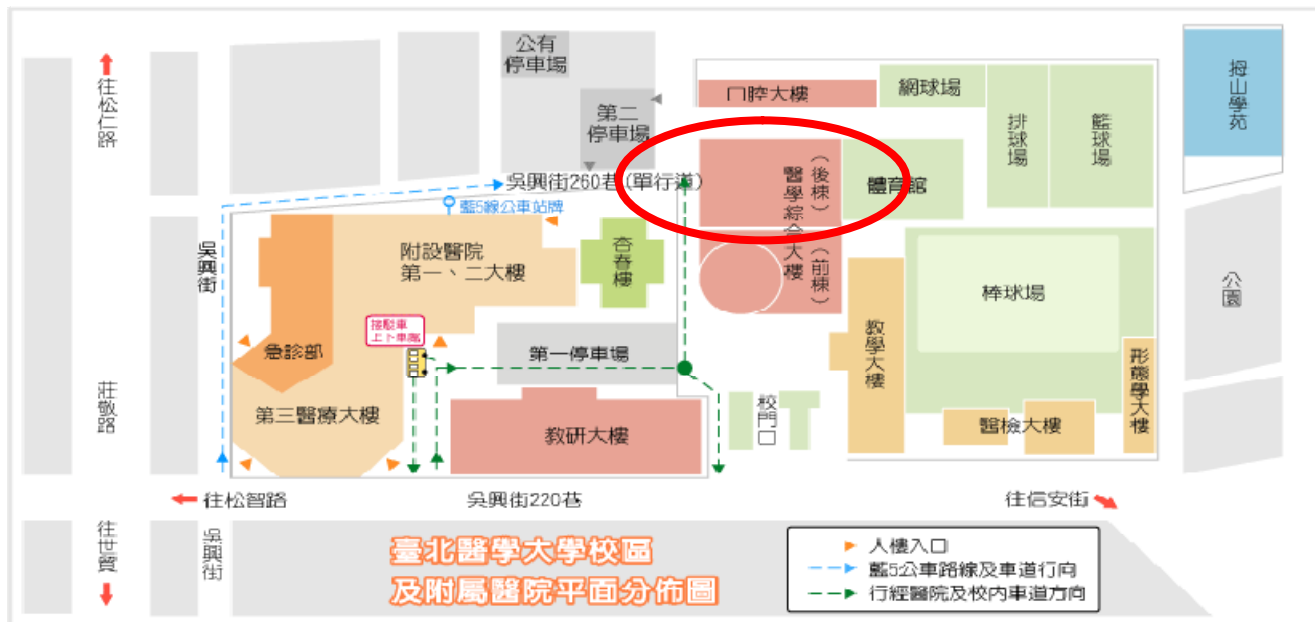 往松仁路
公有
停車場
第二
停車場
口腔大樓
網球場
排球場
籃球場
拇山學苑
吳興街260巷(單行道)
藍5線公車站牌
醫學綜合大樓
(後棟)
(前棟)
體育館
吳興街
附設醫院
第一、二大樓
杏春樓
棒球場
公園
接駁車
上下車處
急診部
第一停車場
教學大樓
形態學大樓
莊敬路
第三醫療大樓
教研大樓
校門口
醫檢大樓
往松智路
吳興街220巷
往信安街
往世貿
吳興街
臺北醫學大學校區
及附屬醫院平面分佈圖
入樓入口
藍5公車路線及車道行向
行經醫院及校內車道方向